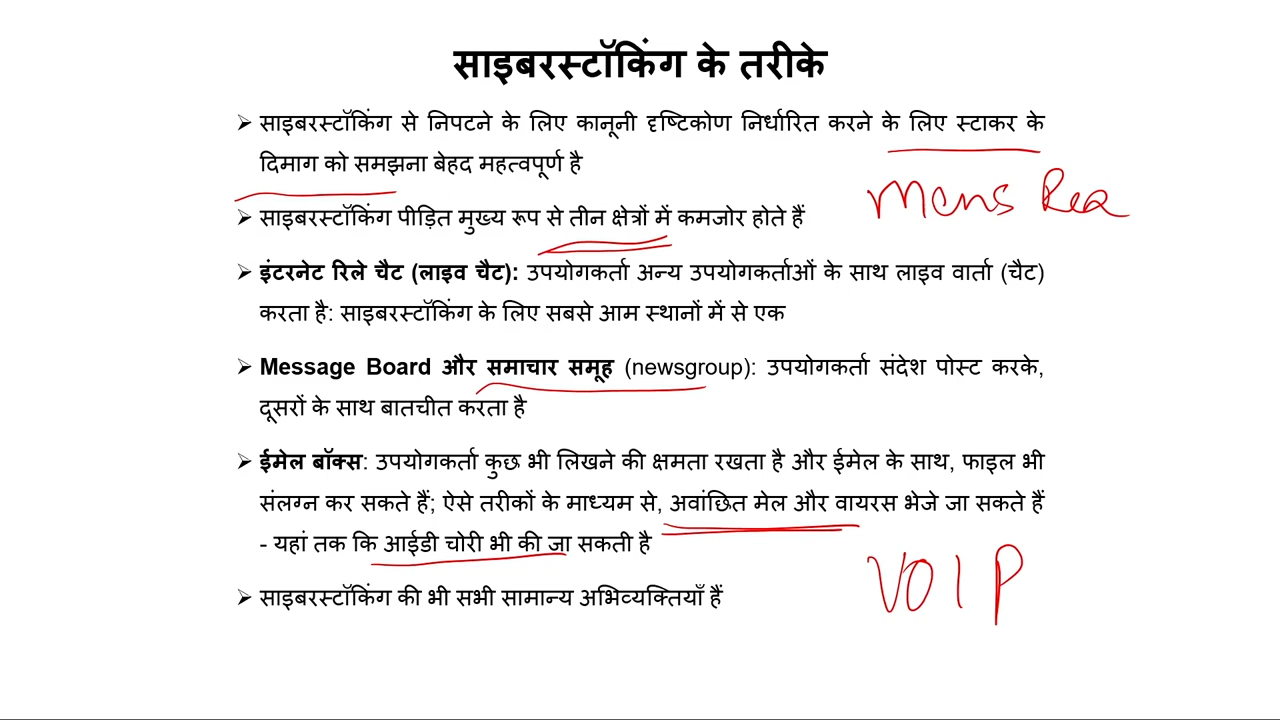 साइबरस्टॉकिंग के तरीके
➢ साइबरस्टॉकिंग से निपटने के लिए कानूनी दृष्टिकोण निर्धारित करने के लिए स्टाकर के
दिमाग को समझना बेहद महत्वपूर्ण है
Mens Rea
➢ साइबरस्टॉकिंग पीड़ित मुख्य रूप से तीन क्षेत्रों में कमजोर होते हैं
➢ इंटरनेट रिले चैट (लाइव चैट): उपयोगकर्ता अन्य उपयोगकर्ताओं के साथ लाइव वार्ता (चैट)
करता है: साइबरस्टॉकिंग के लिए सबसे आम स्थानों में से एक
➢ Message Board और समाचार समूह (newsgroup): उपयोगकर्ता संदेश पोस्ट करके,
दूसरों के साथ बातचीत करता है
➢ ईमेल बॉक्स: उपयोगकर्ता कुछ भी लिखने की क्षमता रखता है और ईमेल के साथ, फाइल भी
संलग्न कर सकते हैं; ऐसे तरीकों के माध्यम से, अवांछित मेल और वायरस भेजे जा सकते हैं
- यहां तक कि आईडी चोरी भी की जा सकती है
VOIP
➢ साइबरस्टॉकिंग की भी सभी सामान्य अभिव्यक्तियाँ हैं